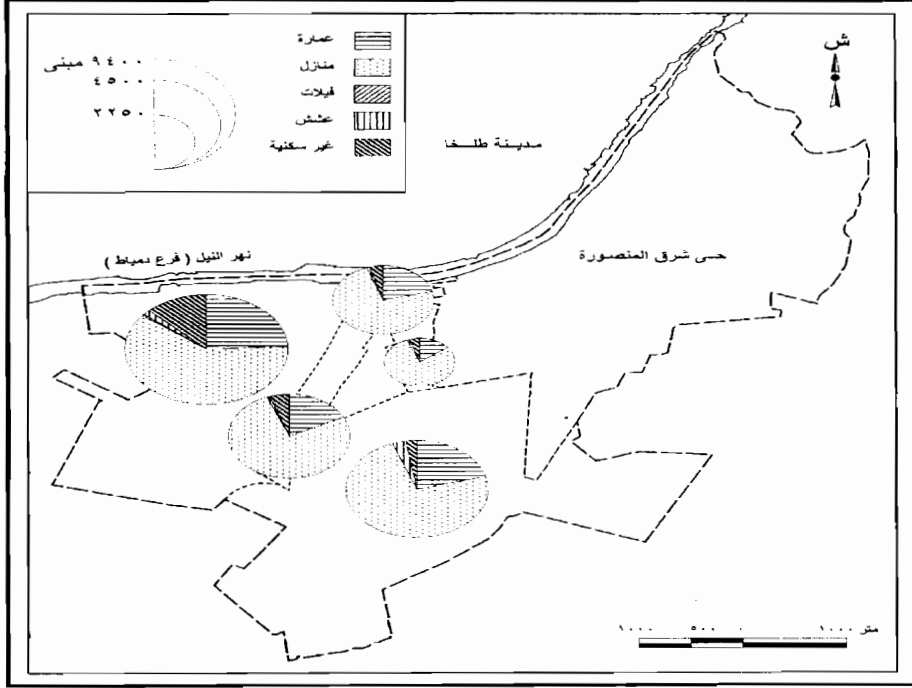 عمارة
منازل
فيلات
عشش
غير سكنية
٩٤٠٠ مبنى
٤٥٠٠
٢٢٥٠
ش
مدينة طلخا
نهر النيل ( فرع دمياط )
حى شرق المنصورة
١٠٠٠ ٥٠٠ ٠ ١٠٠٠ متر